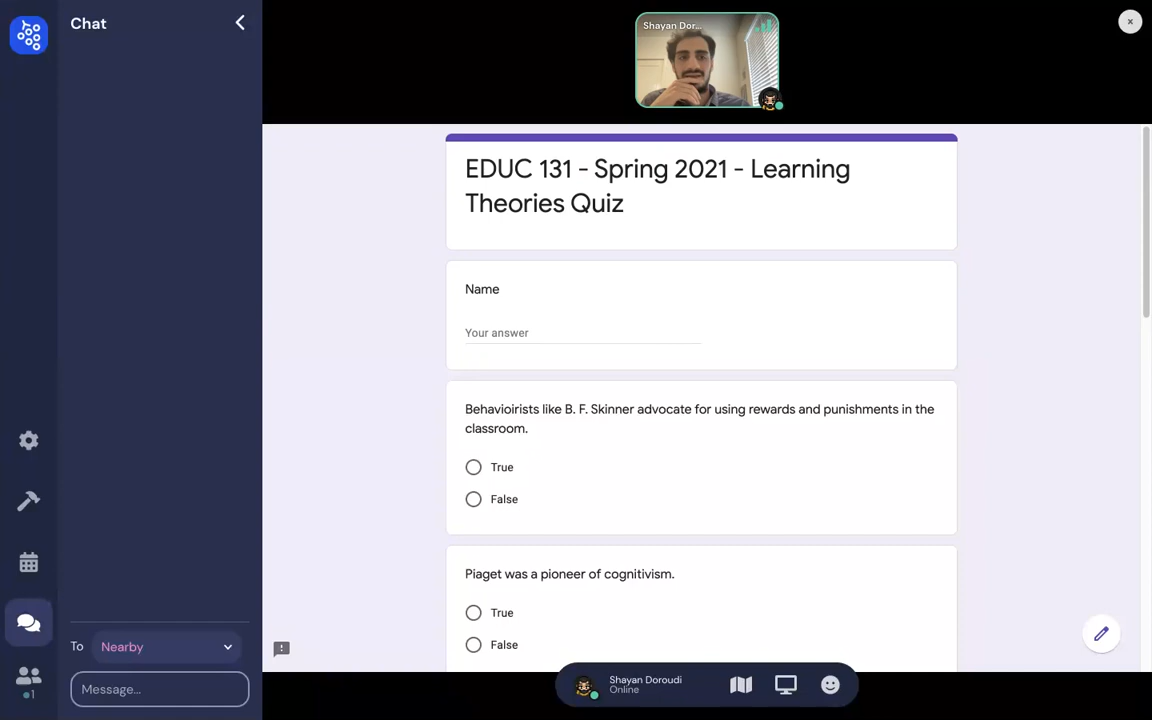 Chat
Shayan Dor...
EDUC 131 - Spring 2021 - Learning
Theories Quiz
Name
Your answer
Behavioirists like B. F. Skinner advocate for using rewards and punishments in the
classroom.
True
False
Piaget was a pioneer of cognitivism.
True
False
To Nearby
Message...
1
Shayan Doroudi
Online